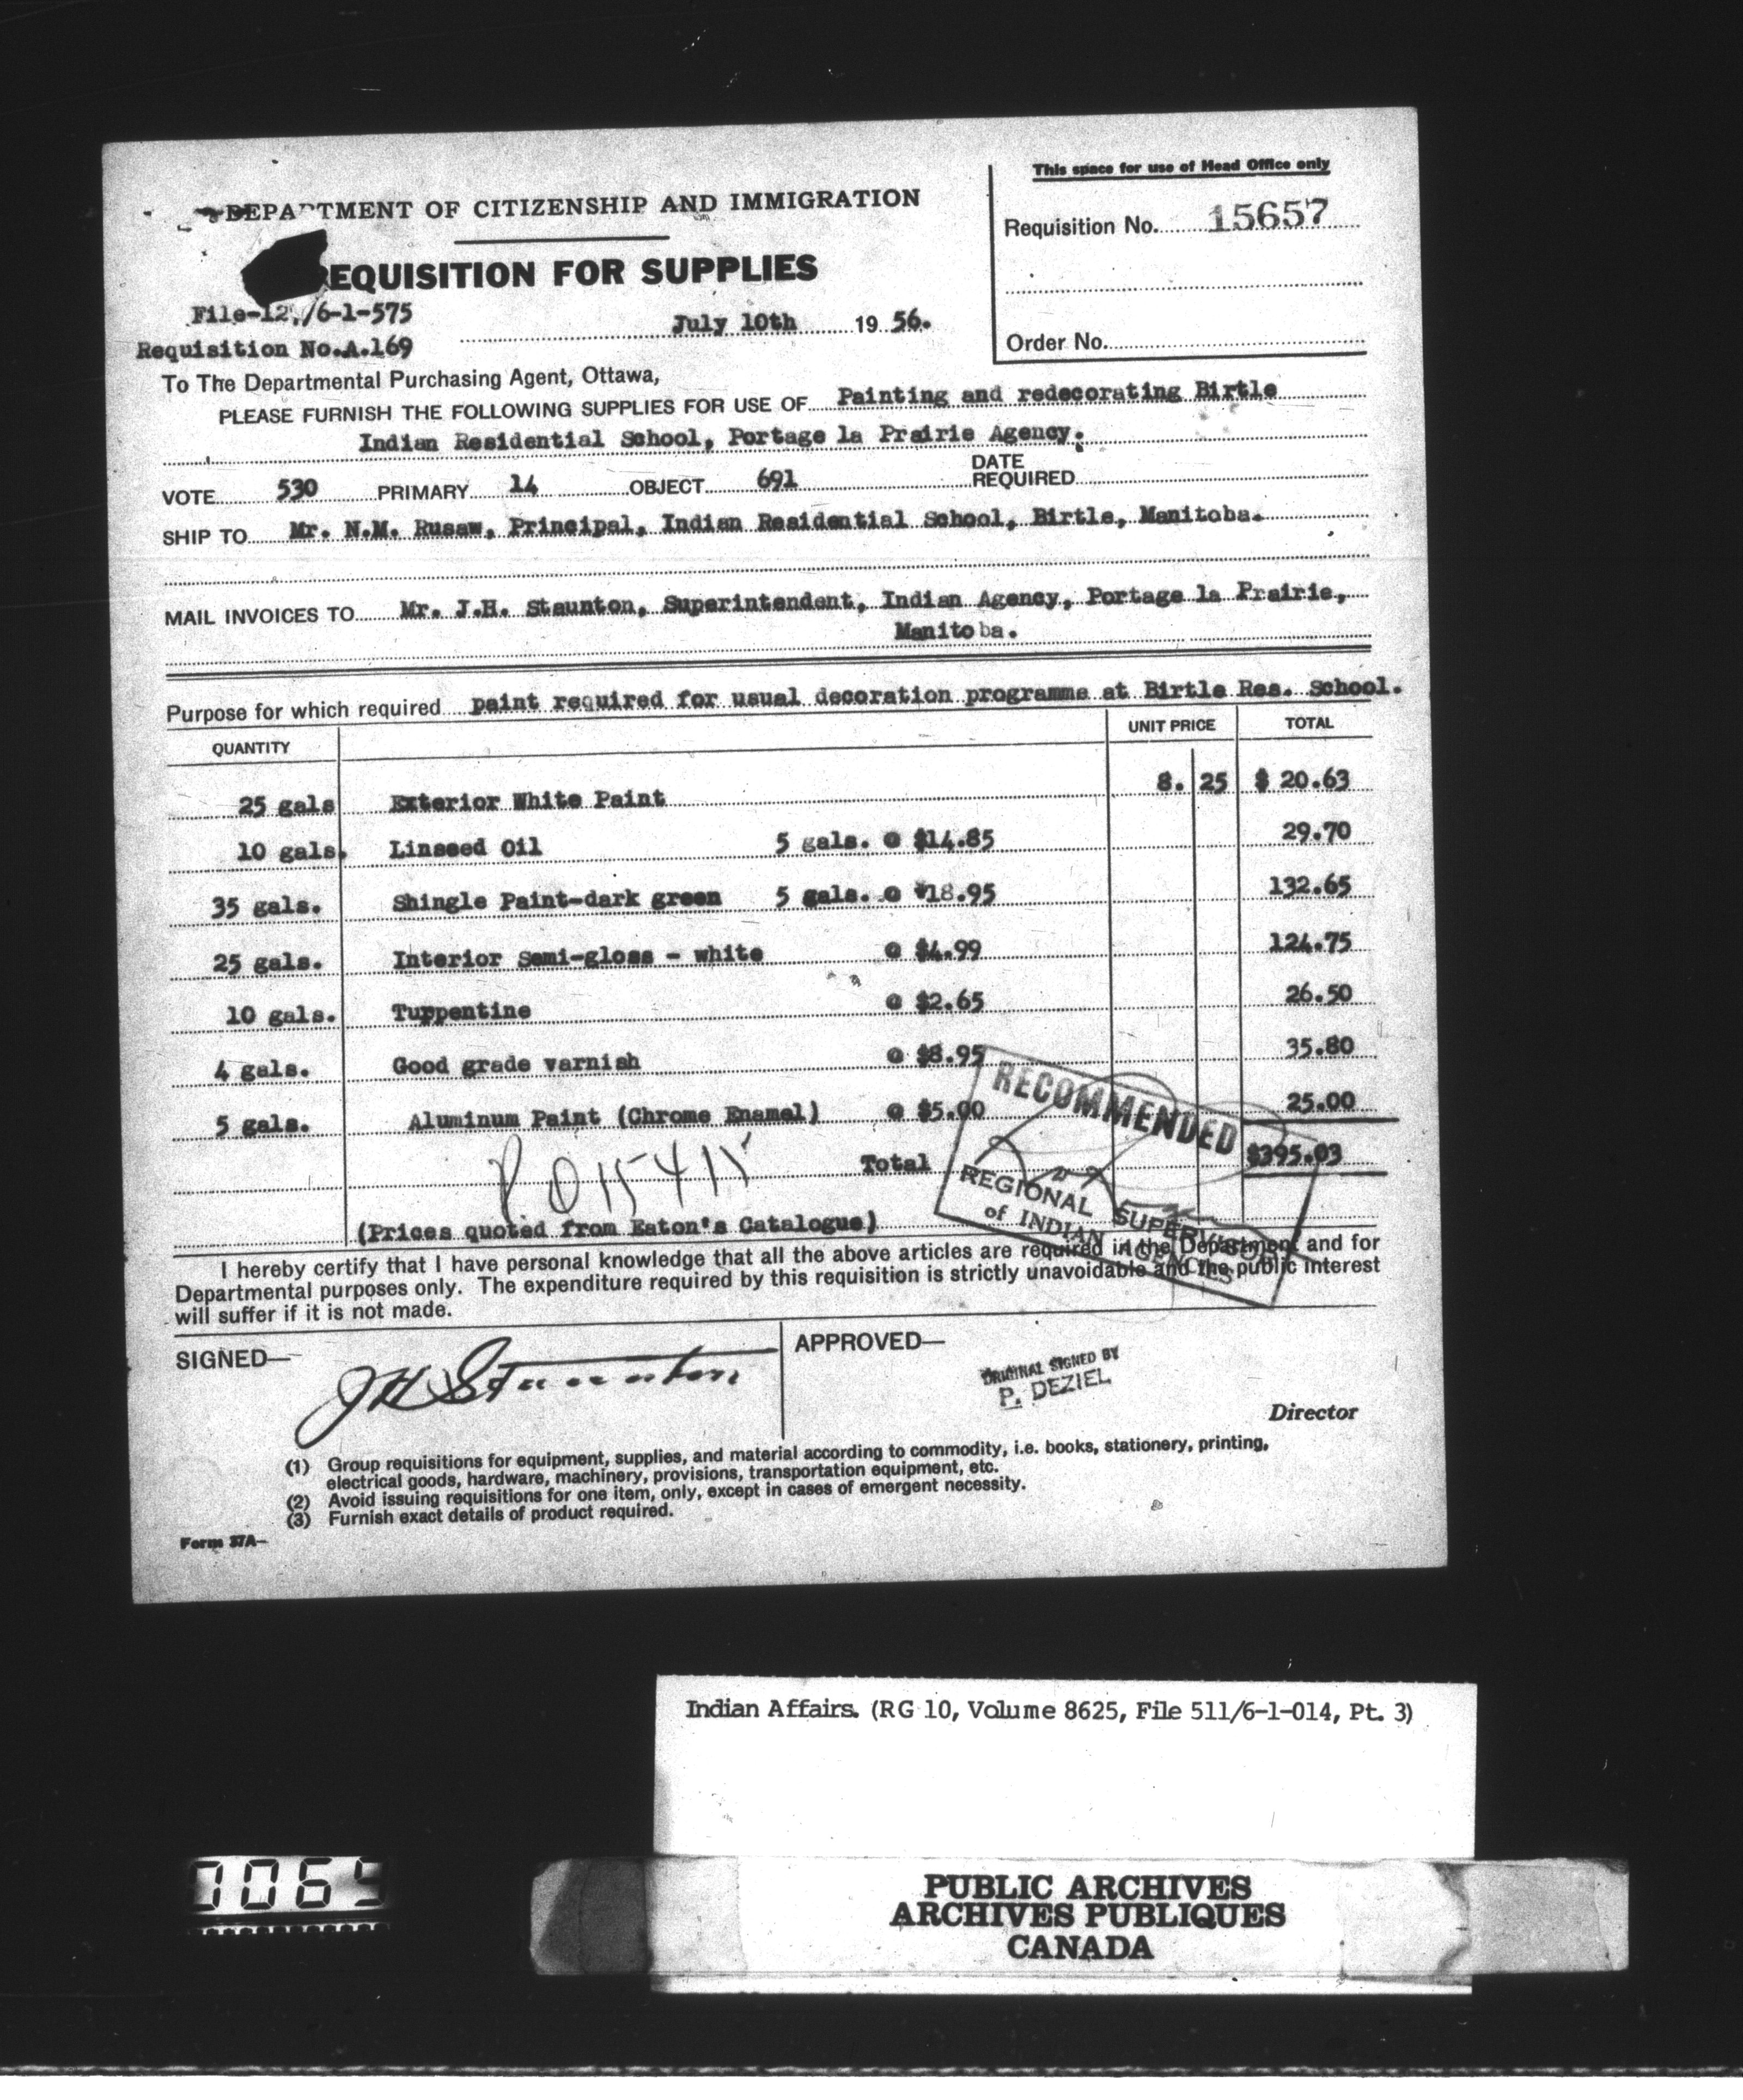 This space for use of Head Office only
DEPARTMENT OF CITIZENSHIP AND IMMIGRATION
Requisition No. 15657
REQUISITION FOR SUPPLIES
File-12,/6-1-575
July 10th 19 56.
Requisition No.A.169
Order No.
To The Departmental Purchasing Agent, Ottawa,
PLEASE FURNISH THE FOLLOWING SUPPLIES FOR USE OF Painting and redecorating Birtle
Indian Residential School, Portage la Prairie Agency.
VOTE 530 PRIMARY 14 OBJECT 691 DATE REQUIRED
SHIP TO Mr. N.M. Rusaw, Principal, Indian Residential School, Birtle, Manitoba.
MAIL INVOICES TO Mr. J.H. Staunton, Superintendent, Indian Agency, Portage la Prairie,
Manitoba.
Purpose for which required paint required for usual decoration programme at Birtle Res. School.
QUANTITY UNIT PRICE TOTAL
25 gals Exterior White Paint 8. 25 $ 20.63
10 gals. Linseed Oil 5 gals. @ $14.85 29.70
35 gals. Shingle Paint-dark green 5 gals. @ $18.95 132.65
25 gals. Interior Semi-gloss - white @ $4.99 124.75
10 gals. Tuppentine @ $2.65 26.50
4 gals. Good grade varnish @ $8.95 35.80
5 gals. Aluminum Paint (Chrome Enamel) @ $5.00 25.00
Total $395.03
P015415
(Prices quoted from Eaton's Catalogue)
RECOMMENDED
REGIONAL SUPERVISOR
of INDIAN AGENCIES
I hereby certify that I have personal knowledge that all the above articles are required in the Department and for
Departmental purposes only. The expenditure required by this requisition is strictly unavoidable and the public interest
will suffer if it is not made.
SIGNED— JH Staunton
APPROVED—
ORIGINAL SIGNED BY
P. DEZIEL
Director
(1) Group requisitions for equipment, supplies, and material according to commodity, i.e. books, stationery, printing,
electrical goods, hardware, machinery, provisions, transportation equipment, etc.
(2) Avoid issuing requisitions for one item, only, except in cases of emergent necessity.
(3) Furnish exact details of product required.
Form 37A—
Indian Affairs. (RG 10, Volume 8625, File 511/6-1-014, Pt. 3)
PUBLIC ARCHIVES
ARCHIVES PUBLIQUES
CANADA